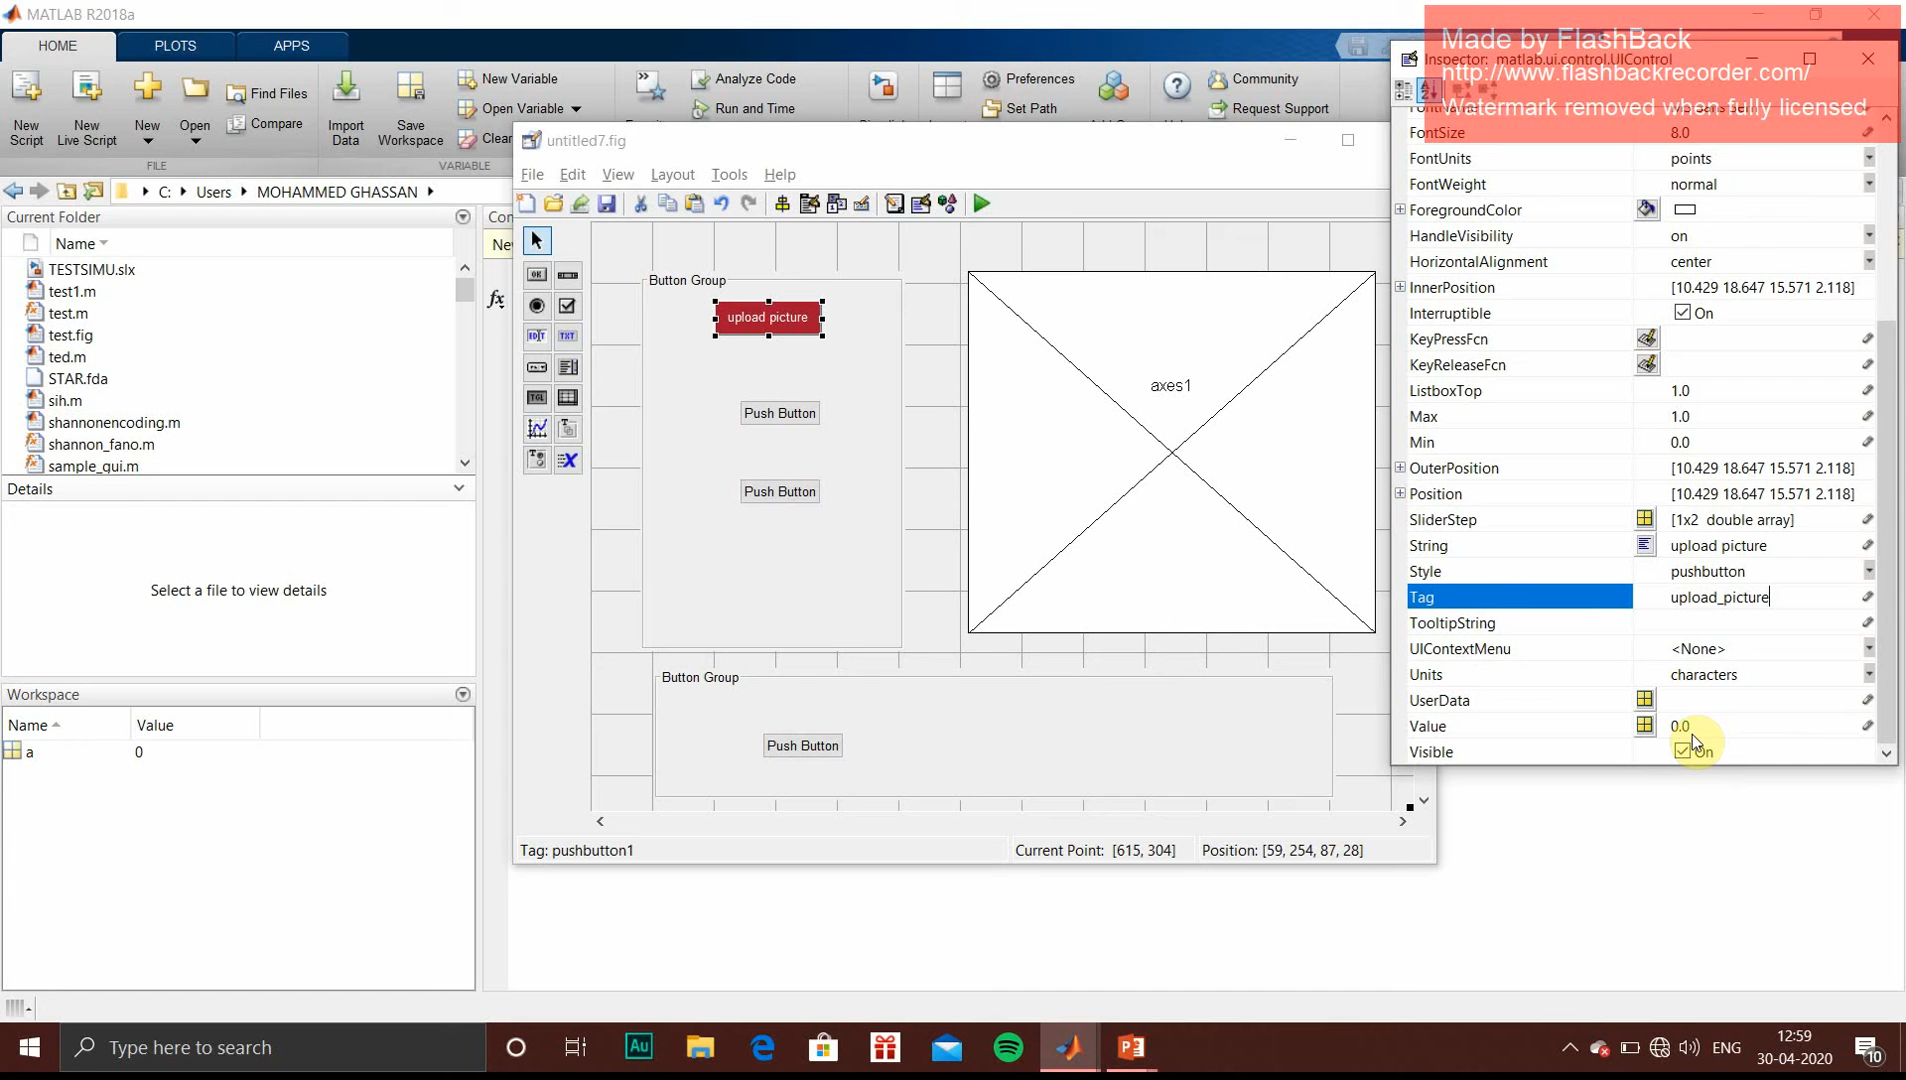 MATLAB R2018a
HOME PLOTS APPS
New Script
New Live Script
New
Open
Find Files
Compare
Import Data
Save Workspace
New Variable
Open Variable
Clear
Analyze Code
Run and Time
Preferences
Set Path
Community
Help
Request Support
FILE
VARIABLE
Made by FlashBack
http://www.flashbackrecorder.com/
Watermark removed when fully licensed
Inspector: matlab.ui.control.UIControl
C: Users MOHAMMED GHASSAN
Current Folder
Name
TESTSIMU.slx
test1.m
test.m
test.fig
ted.m
STAR.fda
sih.m
shannonencoding.m
shannon_fano.m
sample_gui.m
Details
Select a file to view details
Workspace
Name Value
a 0
fx
untitled7.fig
File Edit View Layout Tools Help
OK
EDIT TXT
TGL
Button Group
upload picture
Push Button
Push Button
axes1
Button Group
Push Button
Tag: pushbutton1
Current Point: [615, 304]
Position: [59, 254, 87, 28]
FontSize 8.0
FontUnits points
FontWeight normal
ForegroundColor
HandleVisibility on
HorizontalAlignment center
InnerPosition [10.429 18.647 15.571 2.118]
Interruptible On
KeyPressFcn
KeyReleaseFcn
ListboxTop 1.0
Max 1.0
Min 0.0
OuterPosition [10.429 18.647 15.571 2.118]
Position [10.429 18.647 15.571 2.118]
SliderStep [1x2 double array]
String upload picture
Style pushbutton
Tag upload_picture
TooltipString
UIContextMenu <None>
Units characters
UserData
Value 0.0
Visible On
Type here to search
Au
ENG
12:59
30-04-2020
10